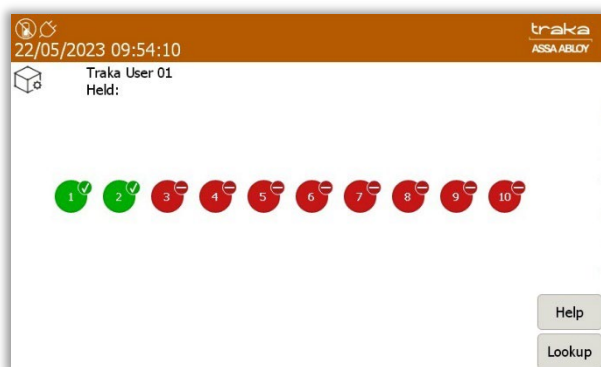 traka
22/05/2023 09:54:10
ASSA ABLOY
Traka User 01
Held:
1 2 3 4 5 6 7 8 9 10
Help
Lookup